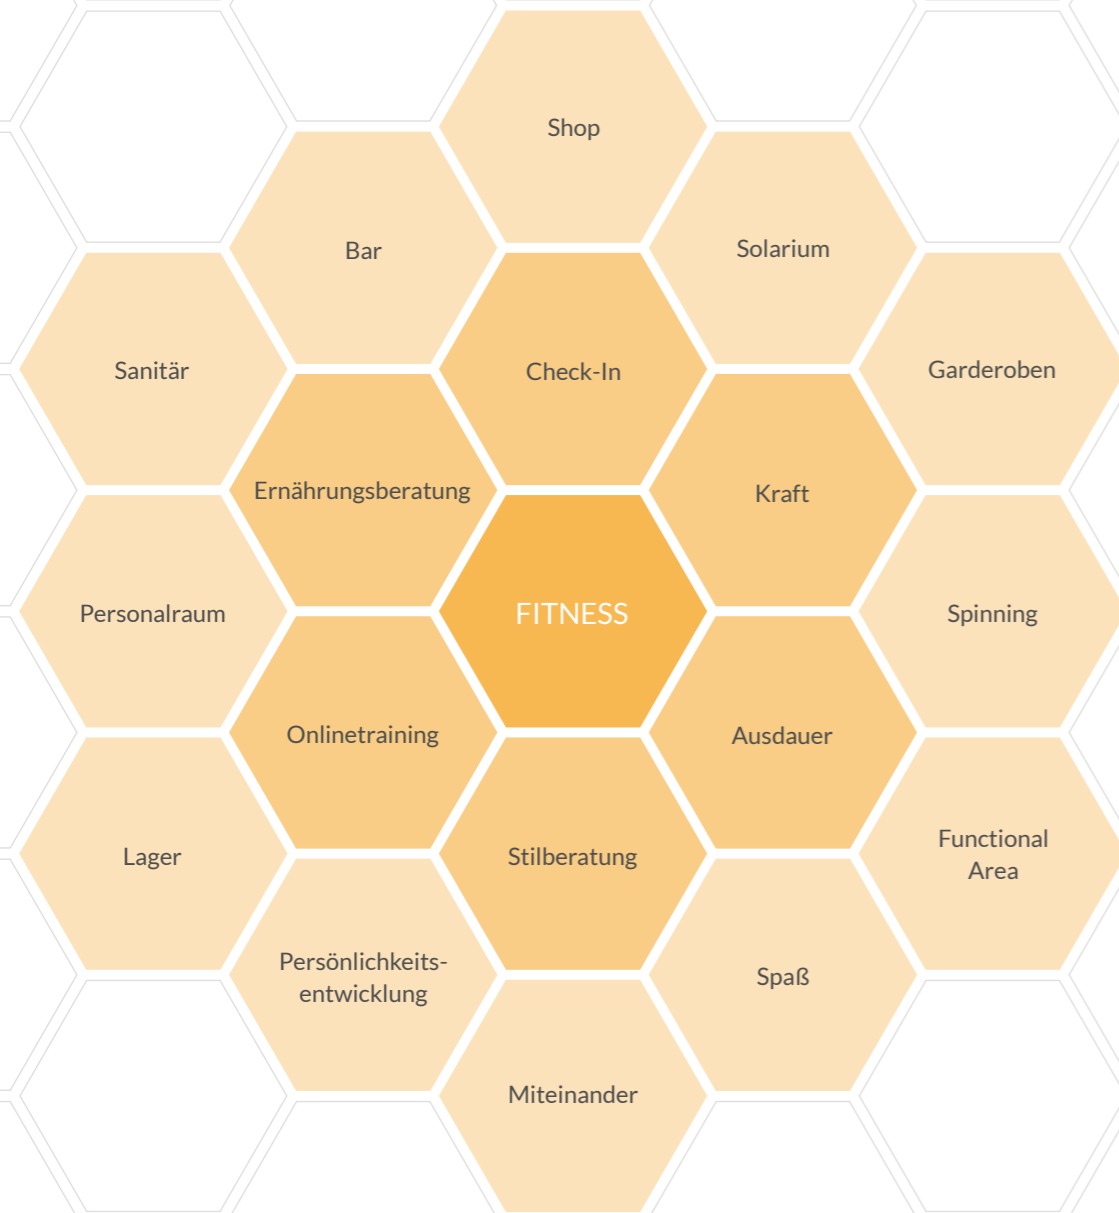 Shop
Bar
Solarium
Sanitär
Check-In
Garderoben
Ernährungsberatung
Kraft
Personalraum
FITNESS
Spinning
Onlinetraining
Ausdauer
Lager
Stilberatung
Functional
Area
Persönlichkeits-
entwicklung
Spaß
Miteinander